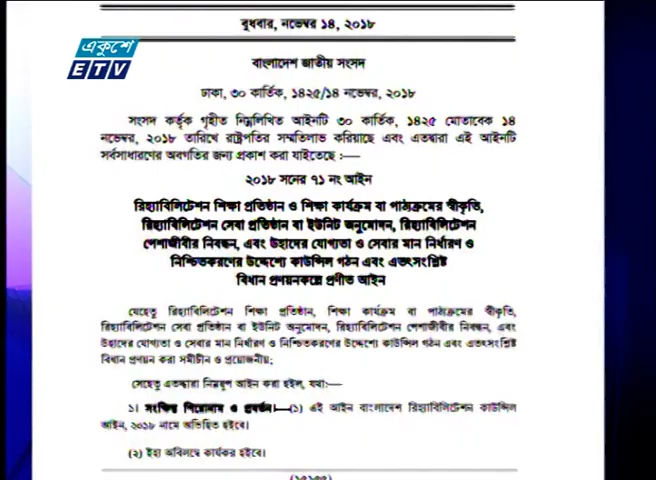 বুধবার, নভেম্বর ১৪, ২০১৮
একুশে
ETV
বাংলাদেশ জাতীয় সংসদ
ঢাকা, ৩০ কার্তিক, ১৪২৫/১৪ নভেম্বর, ২০১৮
সংসদ কর্তৃক গৃহীত নিম্নলিখিত আইনটি ৩০ কার্তিক, ১৪২৫ মোতাবেক ১৪
নভেম্বর, ২০১৮ তারিখে রাষ্ট্রপতির সম্মতিলাভ করিয়াছে এবং এতদ্বারা এই আইনটি
সর্বসাধারণের অবগতির জন্য প্রকাশ করা যাইতেছে :—
২০১৮ সনের ৭১ নং আইন
রিহ্যাবিলিটেশন শিক্ষা প্রতিষ্ঠান ও শিক্ষা কার্যক্রম বা পাঠ্যক্রমের স্বীকৃতি,
রিহ্যাবিলিটেশন সেবা প্রতিষ্ঠান বা ইউনিট অনুমোদন, রিহ্যাবিলিটেশন
পেশাজীবীর নিবন্ধন, এবং উহাদের যোগ্যতা ও সেবার মান নির্ধারণ ও
নিশ্চিতকরণের উদ্দেশ্যে কাউন্সিল গঠন এবং এতৎসংশ্লিষ্ট
বিধান প্রণয়নকল্পে প্রণীত আইন
যেহেতু রিহ্যাবিলিটেশন শিক্ষা প্রতিষ্ঠান, শিক্ষা কার্যক্রম বা পাঠ্যক্রমের স্বীকৃতি,
রিহ্যাবিলিটেশন সেবা প্রতিষ্ঠান বা ইউনিট অনুমোদন, রিহ্যাবিলিটেশন পেশাজীবীর নিবন্ধন, এবং
উহাদের যোগ্যতা ও সেবার মান নির্ধারণ ও নিশ্চিতকরণের উদ্দেশ্যে কাউন্সিল গঠন এবং এতৎসংশ্লিষ্ট
বিধান প্রণয়ন করা সমীচীন ও প্রয়োজনীয়;
সেহেতু এতদ্দ্বারা নিম্নরূপ আইন করা হইল, যথা:—
১। সংক্ষিপ্ত শিরোনাম ও প্রবর্তন।—(১) এই আইন বাংলাদেশ রিহ্যাবিলিটেশন কাউন্সিল
আইন, ২০১৮ নামে অভিহিত হইবে।
(২) ইহা অবিলম্বে কার্যকর হইবে।